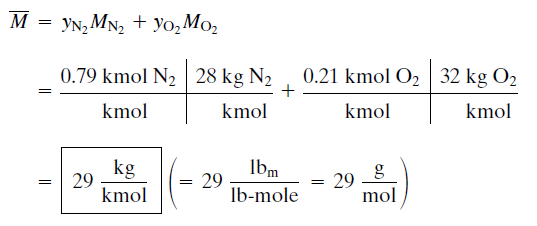 M̅ = y_N₂ M_N₂ + y_O₂ M_O₂
= 0.79 kmol N₂ | 28 kg N₂ + 0.21 kmol O₂ | 32 kg O₂
kmol | kmol kmol | kmol
= 29 kg/kmol (= 29 lbₘ/lb-mole = 29 g/mol)